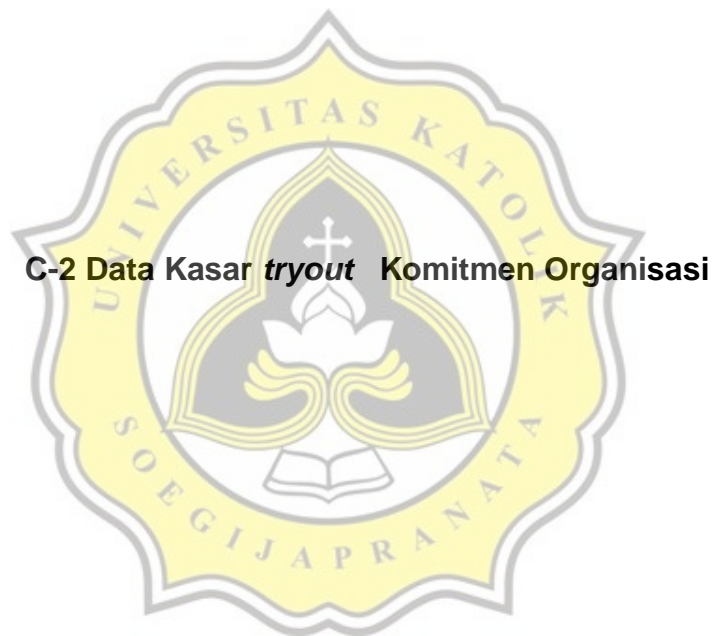 UNIVERSITAS KATOLIK
C-2 Data Kasar tryout Komitmen Organisasi
SOEGIJAPRANATA